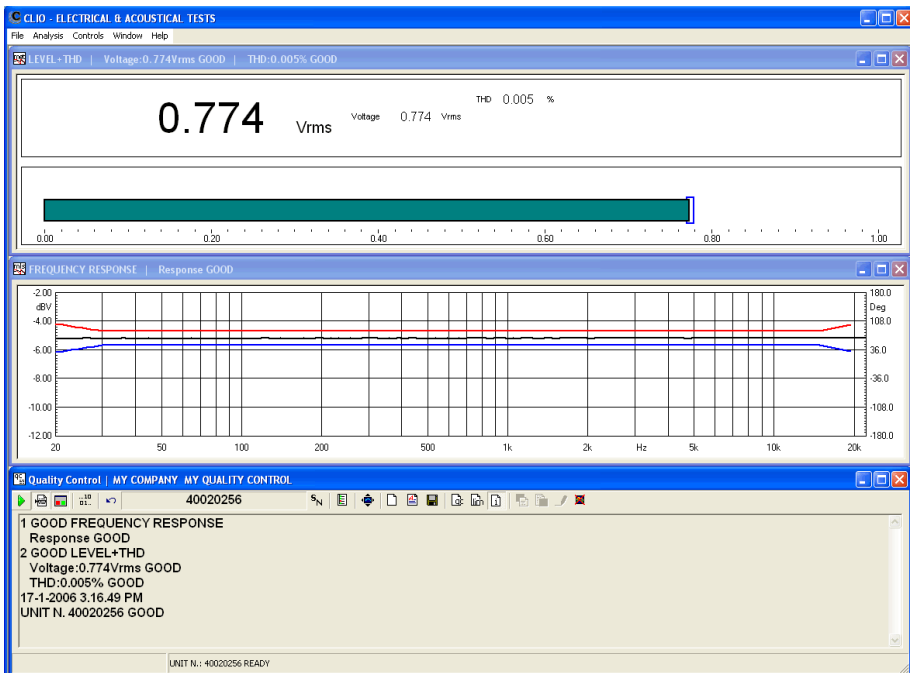 CLIO - ELECTRICAL & ACOUSTICAL TESTS
File Analysis Controls Window Help
LEVEL+THD | Voltage:0.774Vrms GOOD | THD:0.005% GOOD
THD 0.005 %
0.774 Vrms Voltage 0.774 Vrms
0.00 0.20 0.40 0.60 0.80 1.00
FREQUENCY RESPONSE | Response GOOD
-2.00 180.0
dBV Deg
-4.00 108.0
-6.00 36.0
-8.00 -36.0
-10.00 -108.0
-12.00 -180.0
20 50 100 200 500 1k 2k Hz 5k 10k 20k
Quality Control | MY COMPANY MY QUALITY CONTROL
40020256 SN
1 GOOD FREQUENCY RESPONSE
Response GOOD
2 GOOD LEVEL+THD
Voltage:0.774Vrms GOOD
THD:0.005% GOOD
17-1-2006 3.16.49 PM
UNIT N. 40020256 GOOD
UNIT N.: 40020256 READY